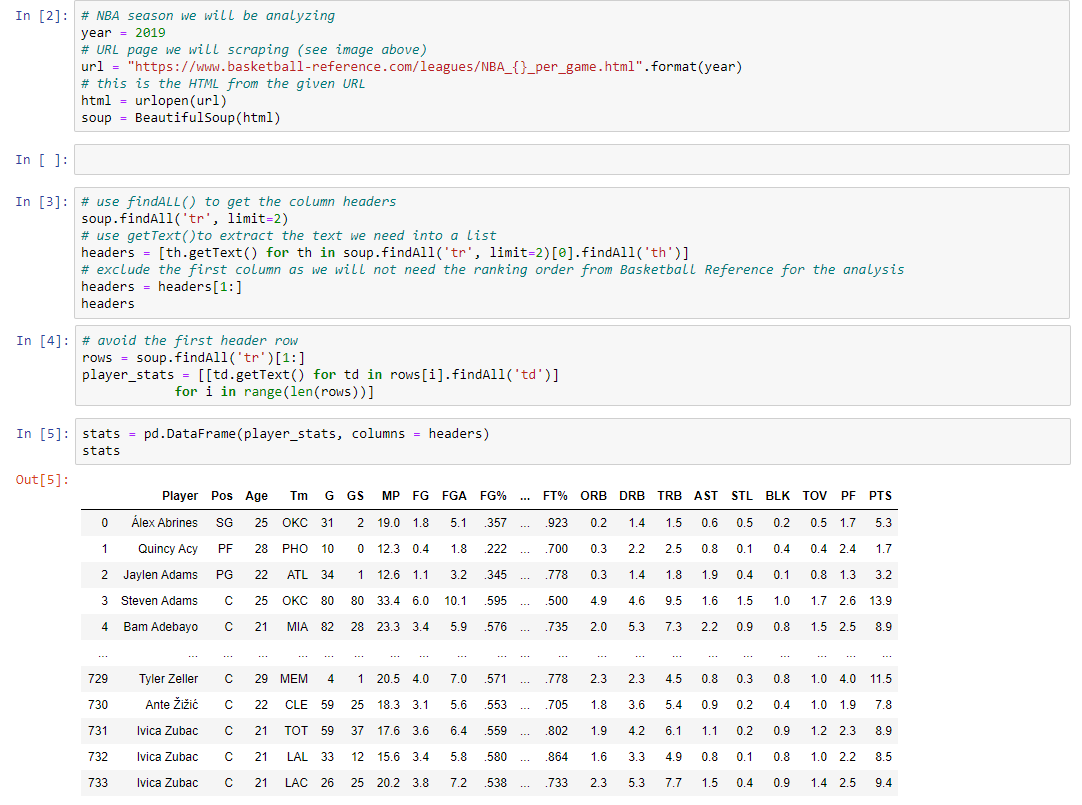 In [2]: # NBA season we will be analyzing
year = 2019
# URL page we will scraping (see image above)
url = "https://www.basketball-reference.com/leagues/NBA_{}_per_game.html".format(year)
# this is the HTML from the given URL
html = urlopen(url)
soup = BeautifulSoup(html)
In [ ]:
In [3]: # use findALL() to get the column headers
soup.findAll('tr', limit=2)
# use getText()to extract the text we need into a list
headers = [th.getText() for th in soup.findAll('tr', limit=2)[0].findAll('th')]
# exclude the first column as we will not need the ranking order from Basketball Reference for the analysis
headers = headers[1:]
headers
In [4]: # avoid the first header row
rows = soup.findAll('tr')[1:]
player_stats = [[td.getText() for td in rows[i].findAll('td')]
for i in range(len(rows))]
In [5]: stats = pd.DataFrame(player_stats, columns = headers)
stats
Out[5]:
Player Pos Age Tm G GS MP FG FGA FG% ... FT% ORB DRB TRB AST STL BLK TOV PF PTS
0 Álex Abrines SG 25 OKC 31 2 19.0 1.8 5.1 .357 ... .923 0.2 1.4 1.5 0.6 0.5 0.2 0.5 1.7 5.3
1 Quincy Acy PF 28 PHO 10 0 12.3 0.4 1.8 .222 ... .700 0.3 2.2 2.5 0.8 0.1 0.4 0.4 2.4 1.7
2 Jaylen Adams PG 22 ATL 34 1 12.6 1.1 3.2 .345 ... .778 0.3 1.4 1.8 1.9 0.4 0.1 0.8 1.3 3.2
3 Steven Adams C 25 OKC 80 80 33.4 6.0 10.1 .595 ... .500 4.9 4.6 9.5 1.6 1.5 1.0 1.7 2.6 13.9
4 Bam Adebayo C 21 MIA 82 28 23.3 3.4 5.9 .576 ... .735 2.0 5.3 7.3 2.2 0.9 0.8 1.5 2.5 8.9
... ... ... ... ... ... ... ... ... ... ... ... ... ... ... ... ... ... ... ... ... ...
729 Tyler Zeller C 29 MEM 4 1 20.5 4.0 7.0 .571 ... .778 2.3 2.3 4.5 0.8 0.3 0.8 1.0 4.0 11.5
730 Ante Žižić C 22 CLE 59 25 18.3 3.1 5.6 .553 ... .705 1.8 3.6 5.4 0.9 0.2 0.4 1.0 1.9 7.8
731 Ivica Zubac C 21 TOT 59 37 17.6 3.6 6.4 .559 ... .802 1.9 4.2 6.1 1.1 0.2 0.9 1.2 2.3 8.9
732 Ivica Zubac C 21 LAL 33 12 15.6 3.4 5.8 .580 ... .864 1.6 3.3 4.9 0.8 0.1 0.8 1.0 2.2 8.5
733 Ivica Zubac C 21 LAC 26 25 20.2 3.8 7.2 .538 ... .733 2.3 5.3 7.7 1.5 0.4 0.9 1.4 2.5 9.4